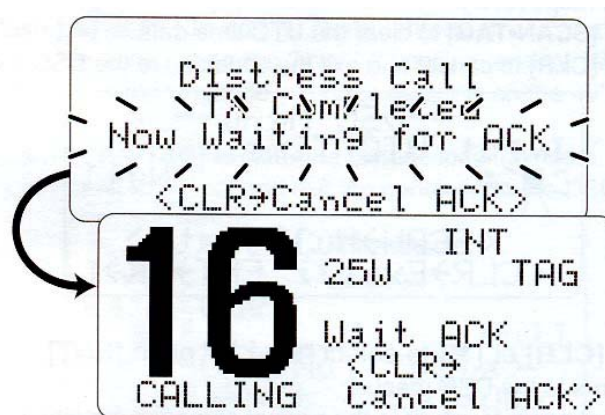 Distress Call
TX Completed
Now Waiting for ACK
<CLR→Cancel ACK>
16
INT
25W TAG
Wait ACK
<CLR→
CALLING Cancel ACK>